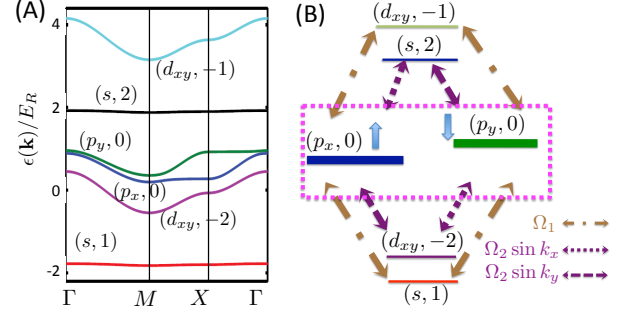 (A)
ϵ(k)/E_R
4
2
0
-2
(d_xy, −1)
(s, 2)
(p_y, 0)
(p_x, 0)
(d_xy, −2)
(s, 1)
Γ M X Γ
(B)
(d_xy, −1)
(s, 2)
(p_x, 0)
(p_y, 0)
(d_xy, −2)
(s, 1)
Ω_1
Ω_2 sin k_x
Ω_2 sin k_y